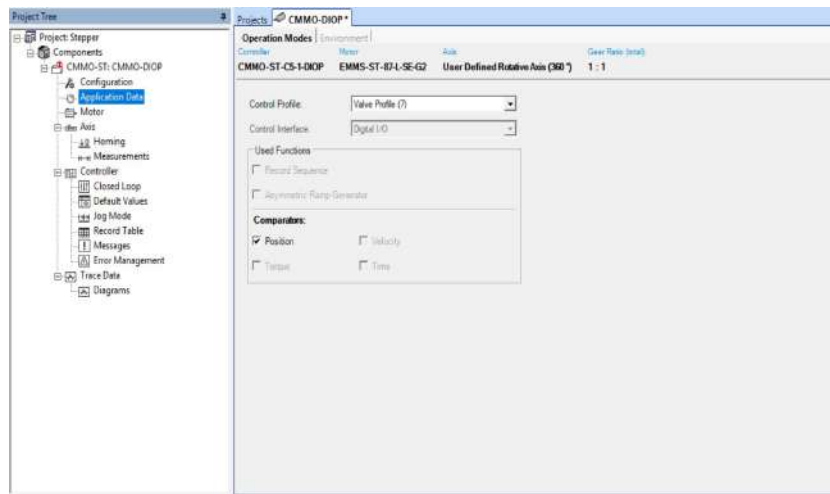 Project Tree
Project: Stepper
Components
CMMO-ST: CMMO-DIOP
Configuration
Application Data
Motor
Axis
Homing
Measurements
Controller
Closed Loop
Default Values
Jog Mode
Record Table
Messages
Error Management
Trace Data
Diagrams
Projects CMMO-DIOP *
Operation Modes Environment
Controller Motor Axis Gear Ratio (total)
CMMO-ST-C5-1-DIOP EMMS-ST-87-L-SE-G2 User Defined Rotative Axis (360 °) 1 : 1
Control Profile: Valve Profile (7)
Control Interface: Digital I/O
Used Functions
Record Sequence
Asymmetric Ramp Generator
Comparators:
Position Velocity
Torque Time